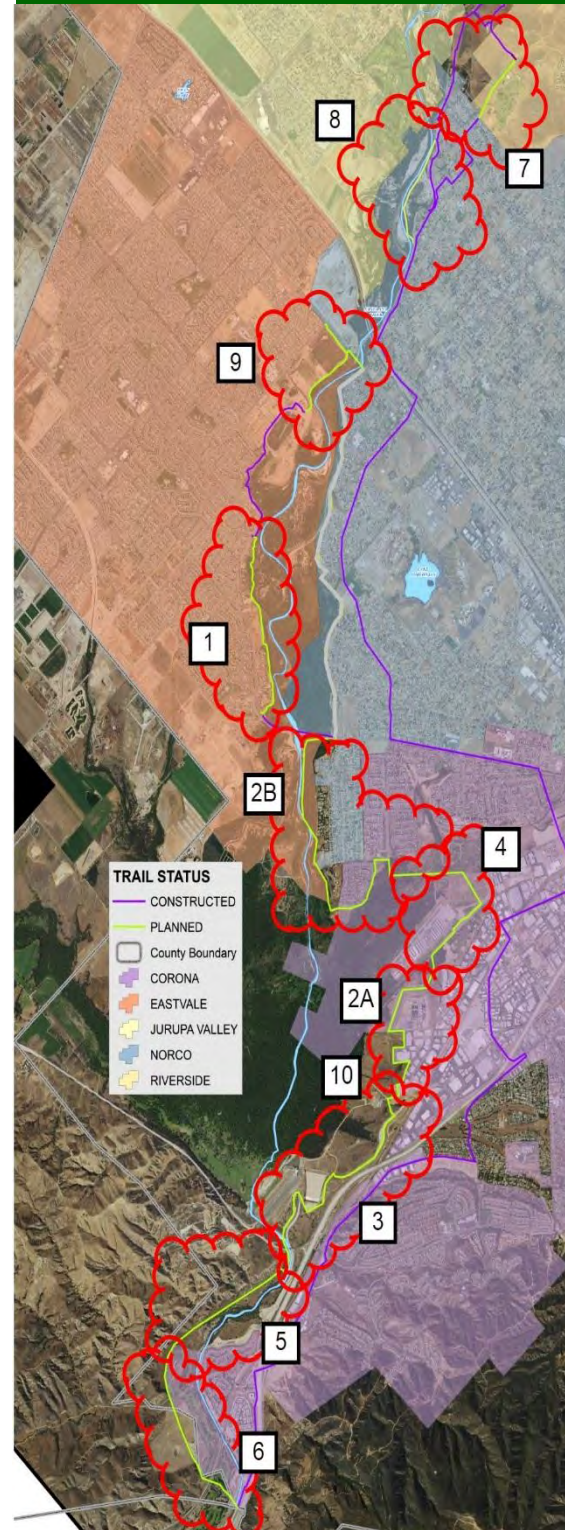 8
7
9
1
2B
4
TRAIL STATUS
CONSTRUCTED
PLANNED
County Boundary
CORONA
EASTVALE
JURUPA VALLEY
NORCO
RIVERSIDE
2A
10
3
5
6